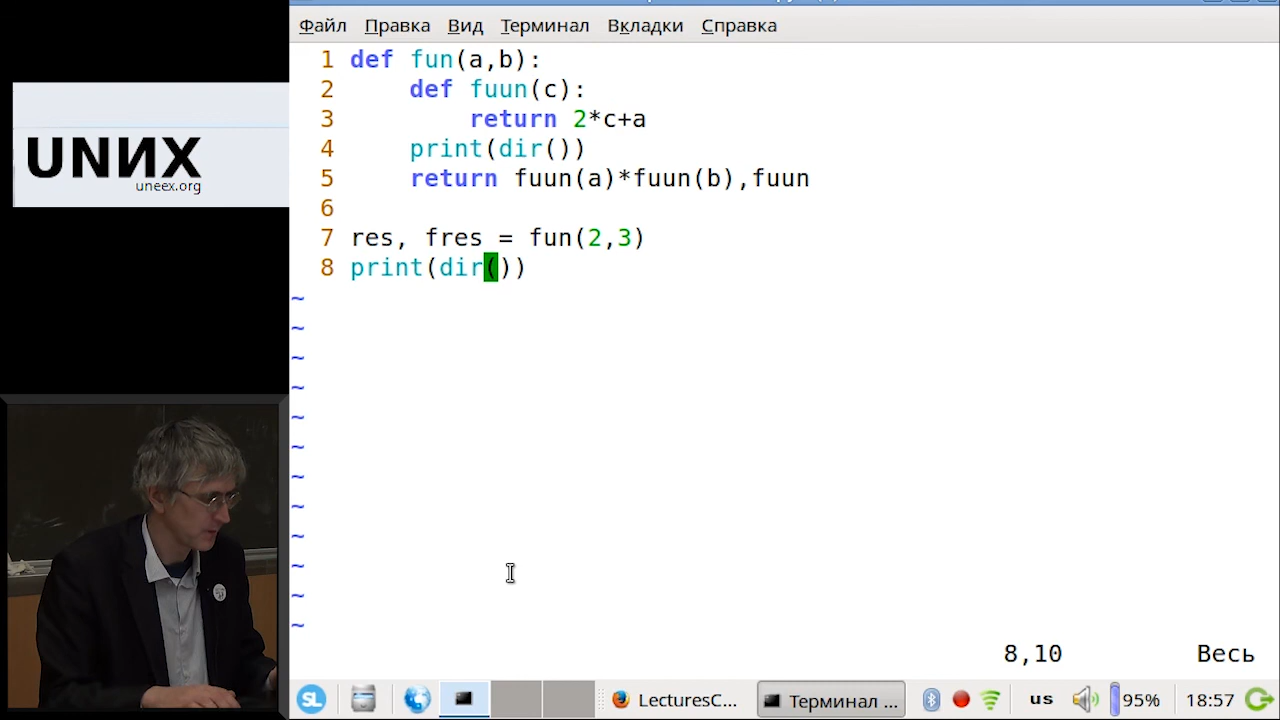 Файл Правка Вид Терминал Вкладки Справка
UNИX
uneex.org
1 def fun(a,b):
2 def fuun(c):
3 return 2*c+a
4 print(dir())
5 return fuun(a)*fuun(b),fuun
6
7 res, fres = fun(2,3)
8 print(dir())
~
~
~
~
~
~
~
~
~
~
~
~
8,10 Весь
SL LecturesC... Терминал ... us 95% 18:57